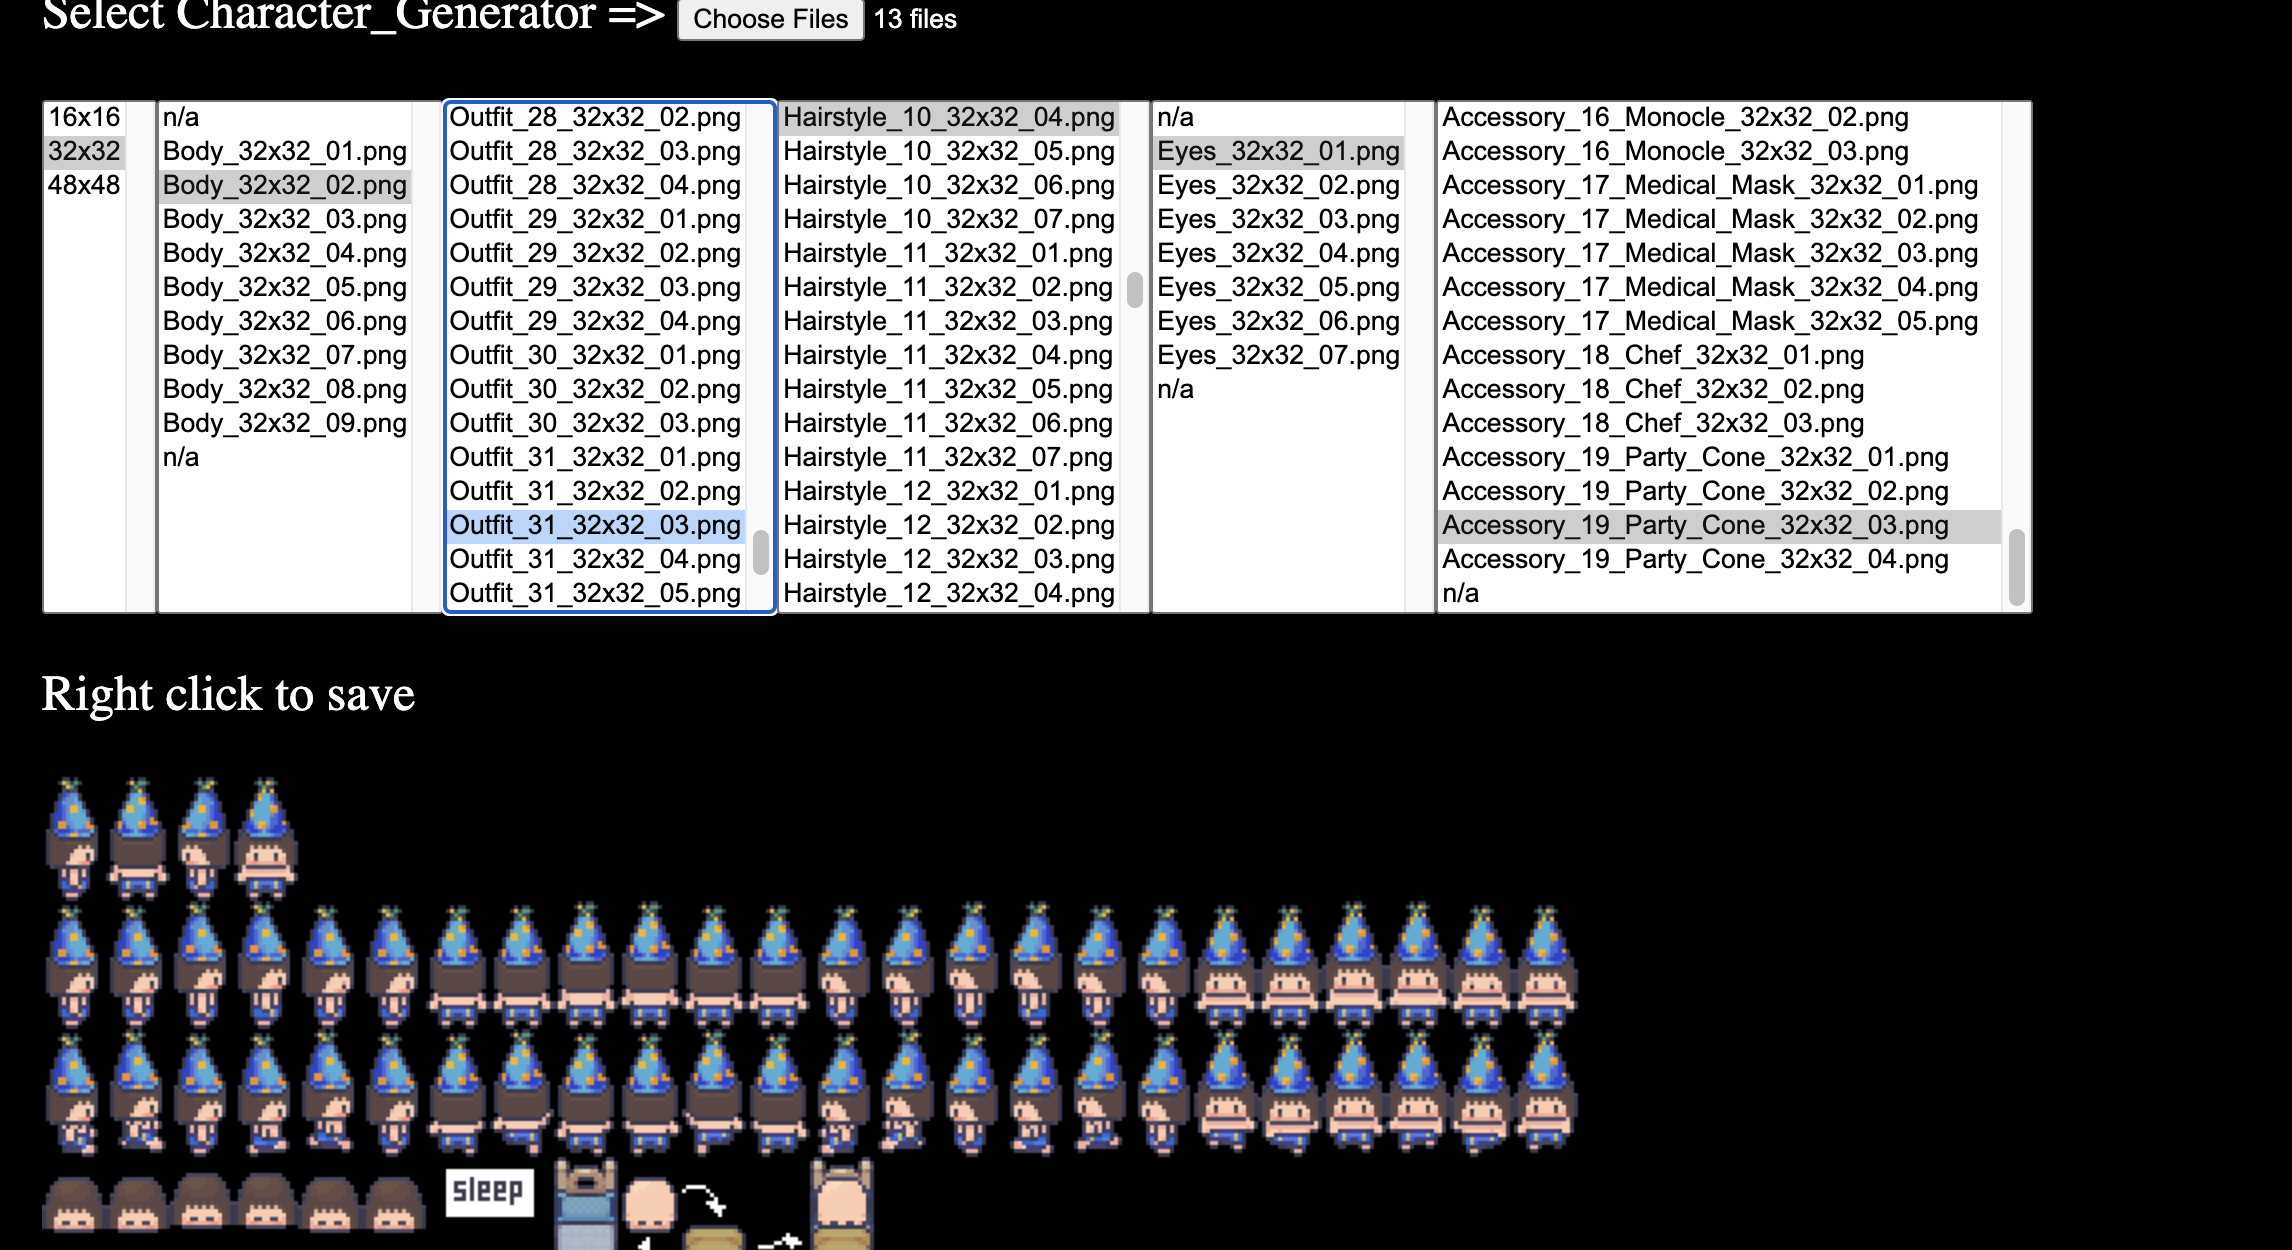 Select Character_Generator => Choose Files 13 files
16x16
32x32
48x48
n/a
Body_32x32_01.png
Body_32x32_02.png
Body_32x32_03.png
Body_32x32_04.png
Body_32x32_05.png
Body_32x32_06.png
Body_32x32_07.png
Body_32x32_08.png
Body_32x32_09.png
n/a
Outfit_28_32x32_02.png
Outfit_28_32x32_03.png
Outfit_28_32x32_04.png
Outfit_29_32x32_01.png
Outfit_29_32x32_02.png
Outfit_29_32x32_03.png
Outfit_29_32x32_04.png
Outfit_30_32x32_01.png
Outfit_30_32x32_02.png
Outfit_30_32x32_03.png
Outfit_31_32x32_01.png
Outfit_31_32x32_02.png
Outfit_31_32x32_03.png
Outfit_31_32x32_04.png
Outfit_31_32x32_05.png
Hairstyle_10_32x32_04.png
Hairstyle_10_32x32_05.png
Hairstyle_10_32x32_06.png
Hairstyle_10_32x32_07.png
Hairstyle_11_32x32_01.png
Hairstyle_11_32x32_02.png
Hairstyle_11_32x32_03.png
Hairstyle_11_32x32_04.png
Hairstyle_11_32x32_05.png
Hairstyle_11_32x32_06.png
Hairstyle_11_32x32_07.png
Hairstyle_12_32x32_01.png
Hairstyle_12_32x32_02.png
Hairstyle_12_32x32_03.png
Hairstyle_12_32x32_04.png
n/a
Eyes_32x32_01.png
Eyes_32x32_02.png
Eyes_32x32_03.png
Eyes_32x32_04.png
Eyes_32x32_05.png
Eyes_32x32_06.png
Eyes_32x32_07.png
n/a
Accessory_16_Monocle_32x32_02.png
Accessory_16_Monocle_32x32_03.png
Accessory_17_Medical_Mask_32x32_01.png
Accessory_17_Medical_Mask_32x32_02.png
Accessory_17_Medical_Mask_32x32_03.png
Accessory_17_Medical_Mask_32x32_04.png
Accessory_17_Medical_Mask_32x32_05.png
Accessory_18_Chef_32x32_01.png
Accessory_18_Chef_32x32_02.png
Accessory_18_Chef_32x32_03.png
Accessory_19_Party_Cone_32x32_01.png
Accessory_19_Party_Cone_32x32_02.png
Accessory_19_Party_Cone_32x32_03.png
Accessory_19_Party_Cone_32x32_04.png
n/a
Right click to save
sleep